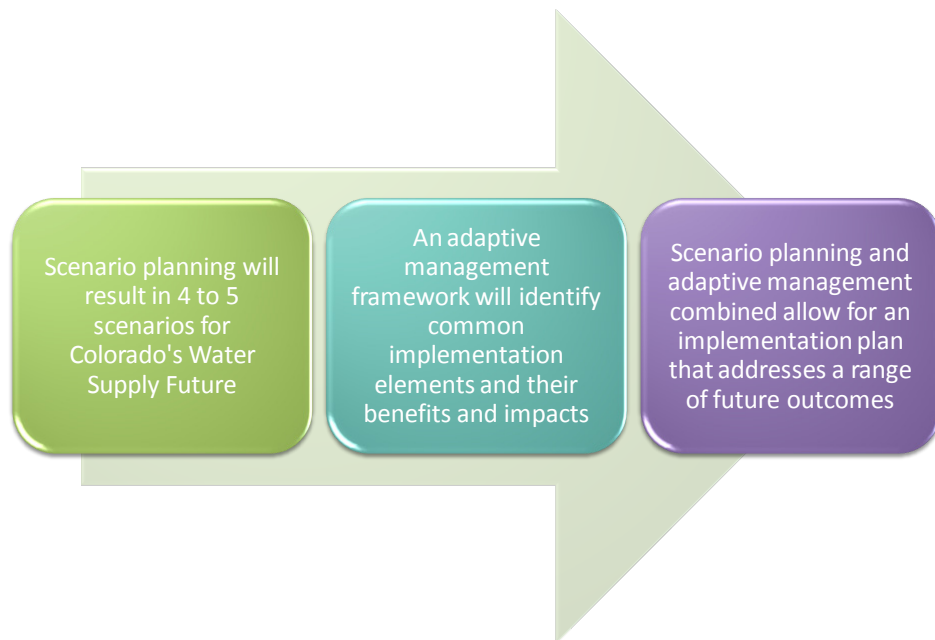 Scenario planning will
result in 4 to 5
scenarios for
Colorado's Water
Supply Future
An adaptive
management
framework will identify
common
implementation
elements and their
benefits and impacts
Scenario planning and
adaptive management
combined allow for an
implementation plan
that addresses a range
of future outcomes